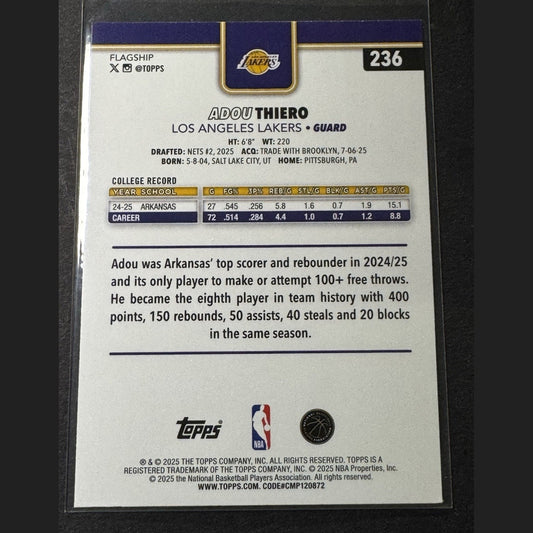 FLAGSHIP
X @TOPPS
LAKERS
236
ADOU THIERO
LOS ANGELES LAKERS • GUARD
HT: 6'8" WT: 220
DRAFTED: NETS #2, 2025 ACQ: TRADE WITH BROOKLYN, 7-06-25
BORN: 5-8-04, SALT LAKE CITY, UT HOME: PITTSBURGH, PA
COLLEGE RECORD
YEAR SCHOOL G FG% 3P% REB/G STL/G BLK/G AST/G PTS/G
24-25 ARKANSAS 27 .545 .256 5.8 1.6 0.7 1.9 15.1
CAREER 72 .514 .284 4.4 1.0 0.7 1.2 8.8
Adou was Arkansas' top scorer and rebounder in 2024/25
and its only player to make or attempt 100+ free throws.
He became the eighth player in team history with 400
points, 150 rebounds, 50 assists, 40 steals and 20 blocks
in the same season.
Topps
NBA
® & © 2025 THE TOPPS COMPANY, INC. ALL RIGHTS RESERVED. TOPPS IS A
REGISTERED TRADEMARK OF THE TOPPS COMPANY, INC. © 2025 NBA Properties, Inc.
© 2025 the National Basketball Players Association. All rights reserved.
WWW.TOPPS.COM. CODE#CMP120872